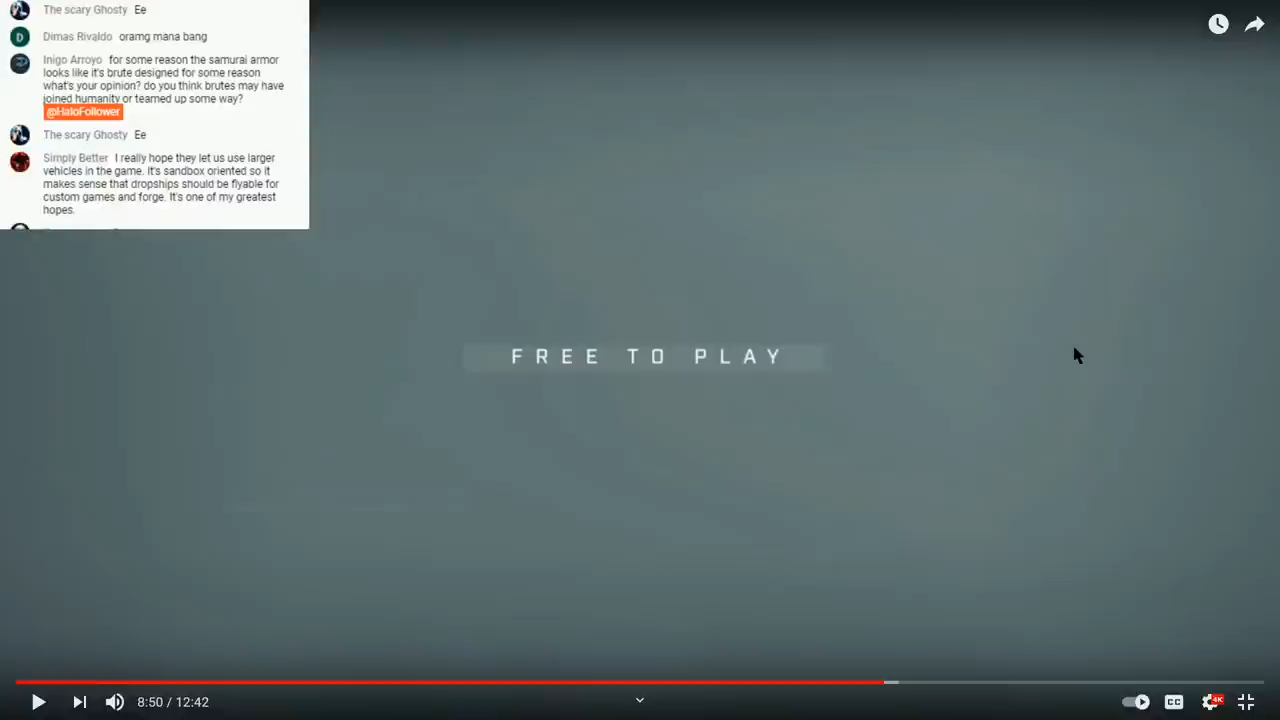 The scary Ghosty Ee
D
Dimas Rivaldo oramg mana bang
Inigo Arroyo for some reason the samurai armor
looks like it's brute designed for some reason
what's your opinion? do you think brutes may have
joined humanity or teamed up some way?
@HaloFollower
The scary Ghosty Ee
Simply Better I really hope they let us use larger
vehicles in the game. It's sandbox oriented so it
makes sense that dropships should be flyable for
custom games and forge. It's one of my greatest
hopes.
FREE TO PLAY
8:50 / 12:42
CC
4K